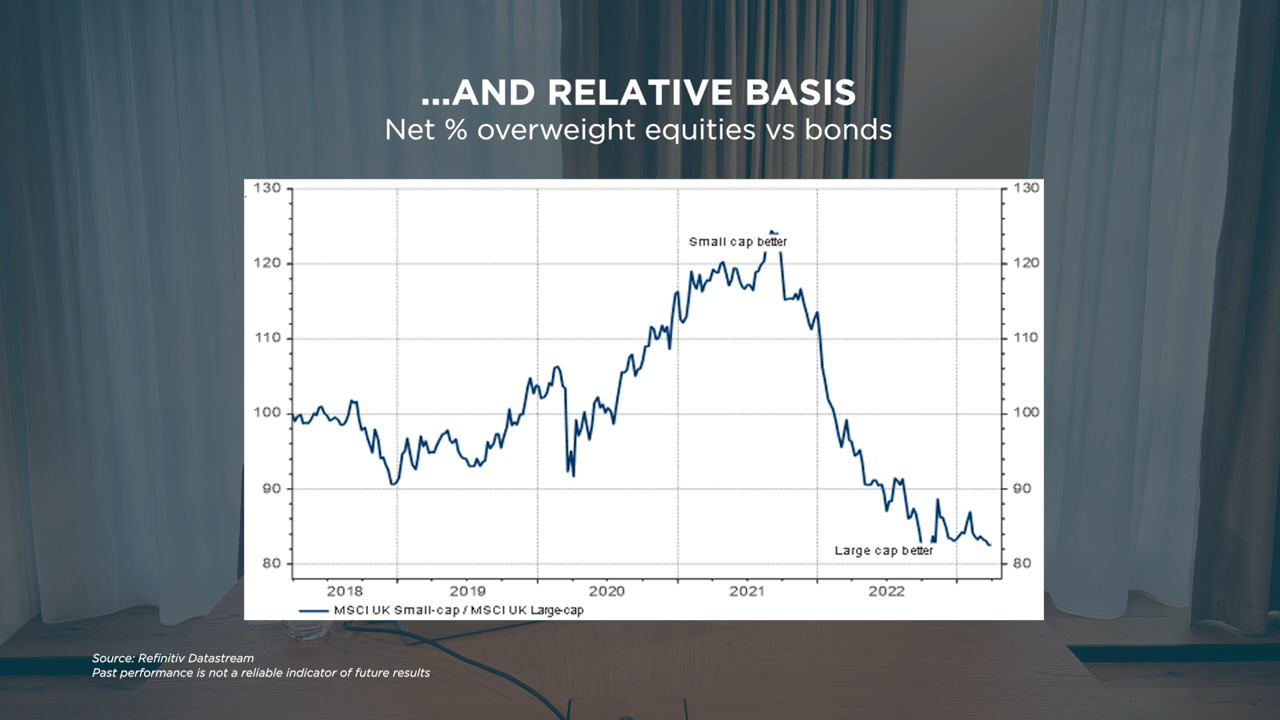 ...AND RELATIVE BASIS
Net % overweight equities vs bonds
130 130
Small cap better
120 120
110 110
100 100
90 90
Large cap better
80 80
2018 2019 2020 2021 2022
MSCI UK Small-cap / MSCI UK Large-cap
Source: Refinitiv Datastream
Past performance is not a reliable indicator of future results